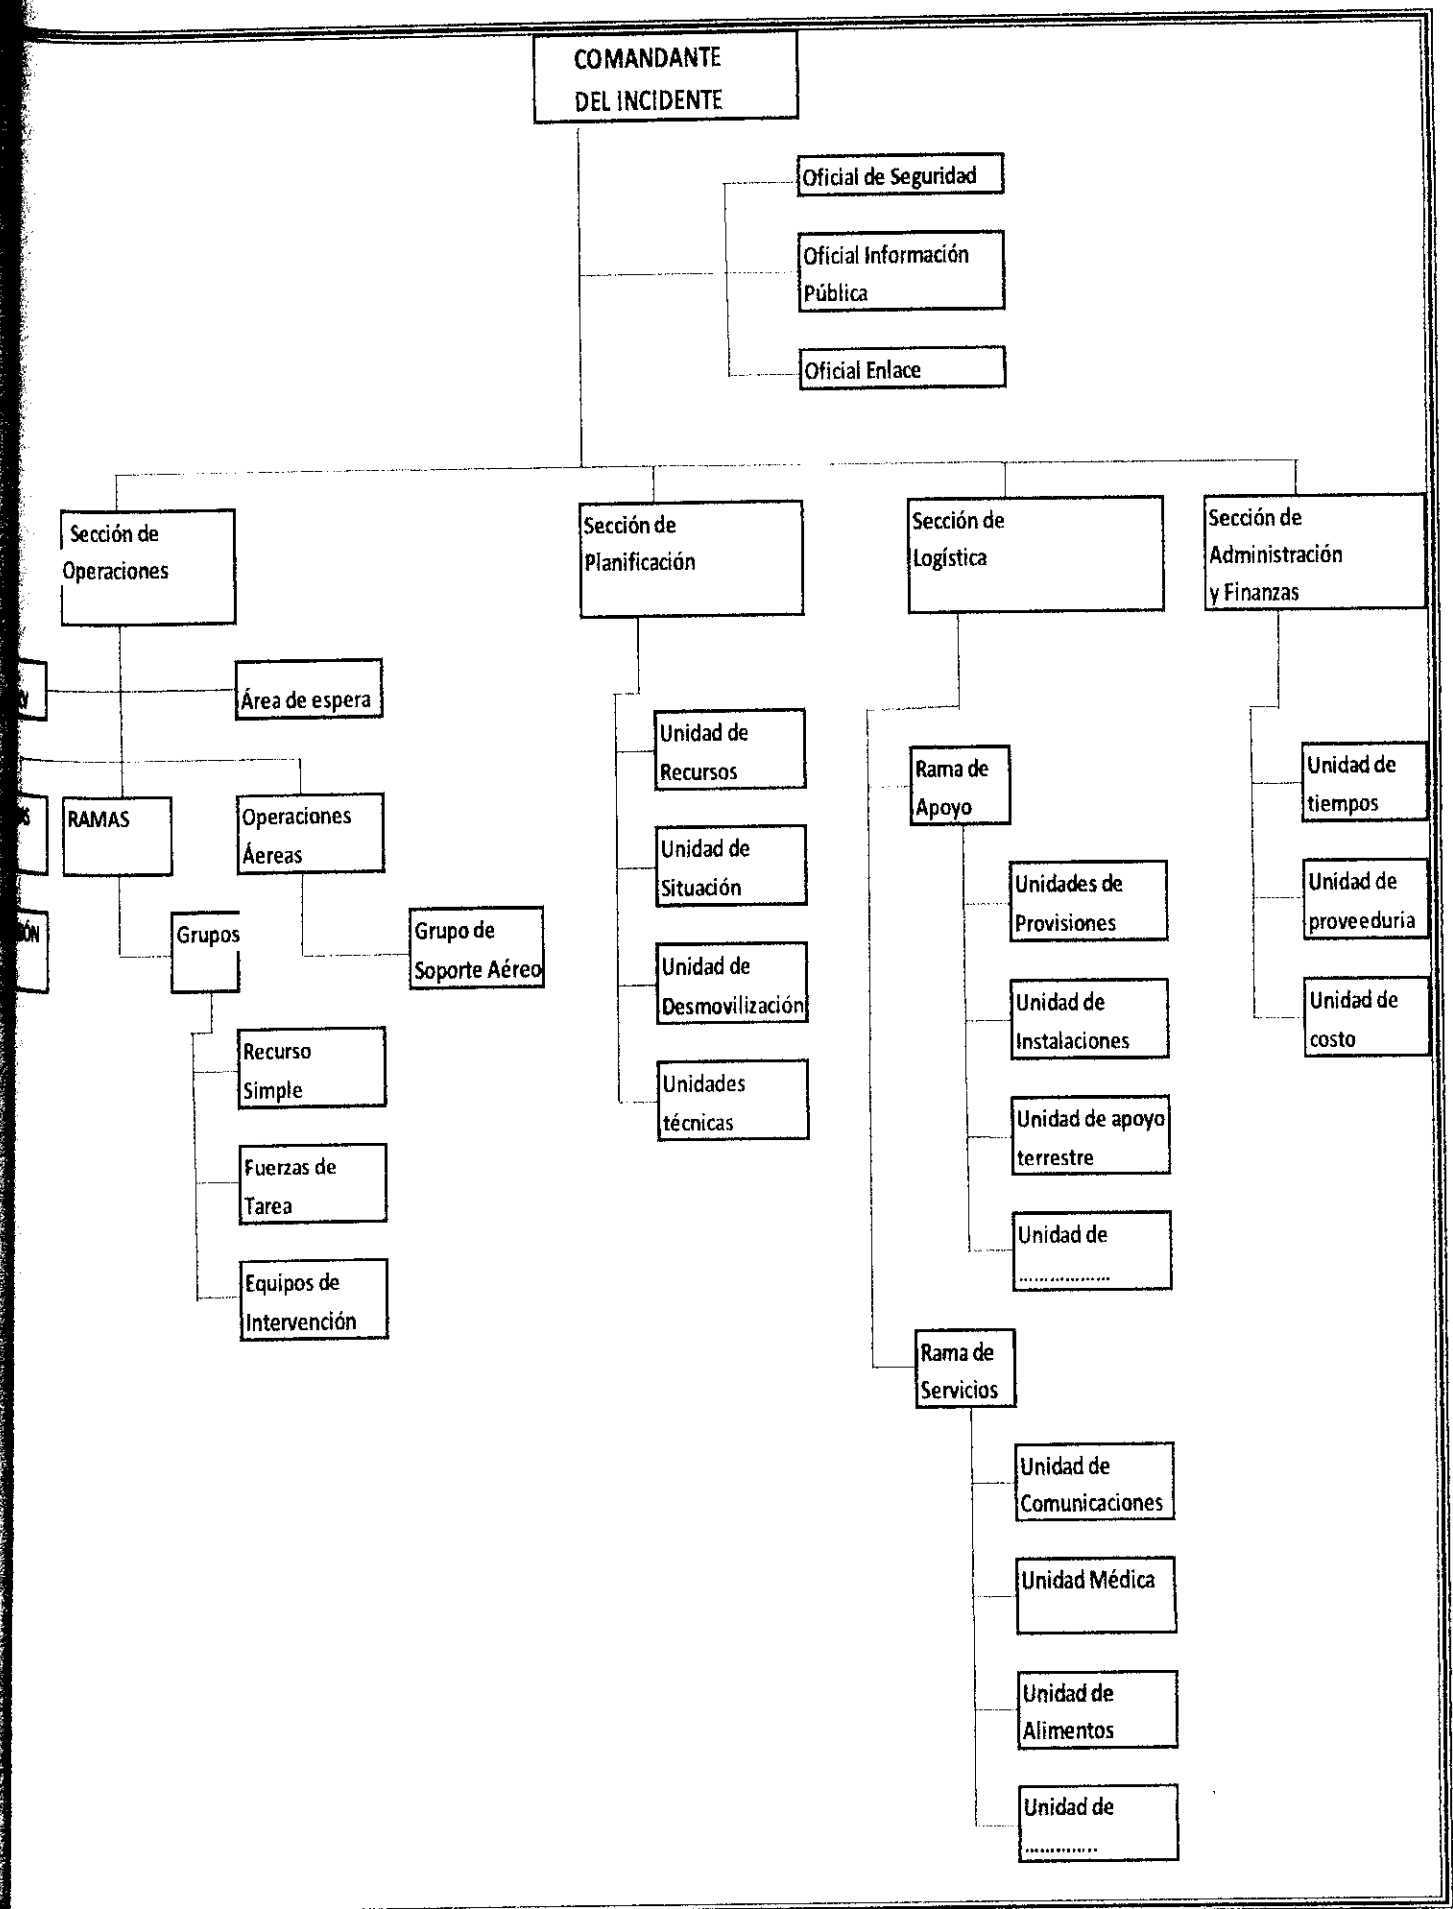 COMANDANTE
DEL INCIDENTE
Oficial de Seguridad
Oficial Información
Pública
Oficial Enlace
Sección de
Operaciones
Sección de
Planificación
Sección de
Logística
Sección de
Administración
y Finanzas
Área de espera
RAMAS
Operaciones
Áereas
Grupos
Grupo de
Soporte Aéreo
Recurso
Simple
Fuerzas de
Tarea
Equipos de
Intervención
Unidad de
Recursos
Unidad de
Situación
Unidad de
Desmovilización
Unidades
técnicas
Rama de
Apoyo
Unidades de
Provisiones
Unidad de
Instalaciones
Unidad de apoyo
terrestre
Unidad de
..................
Rama de
Servicios
Unidad de
Comunicaciones
Unidad Médica
Unidad de
Alimentos
Unidad de
..............
Unidad de
tiempos
Unidad de
proveeduria
Unidad de
costo